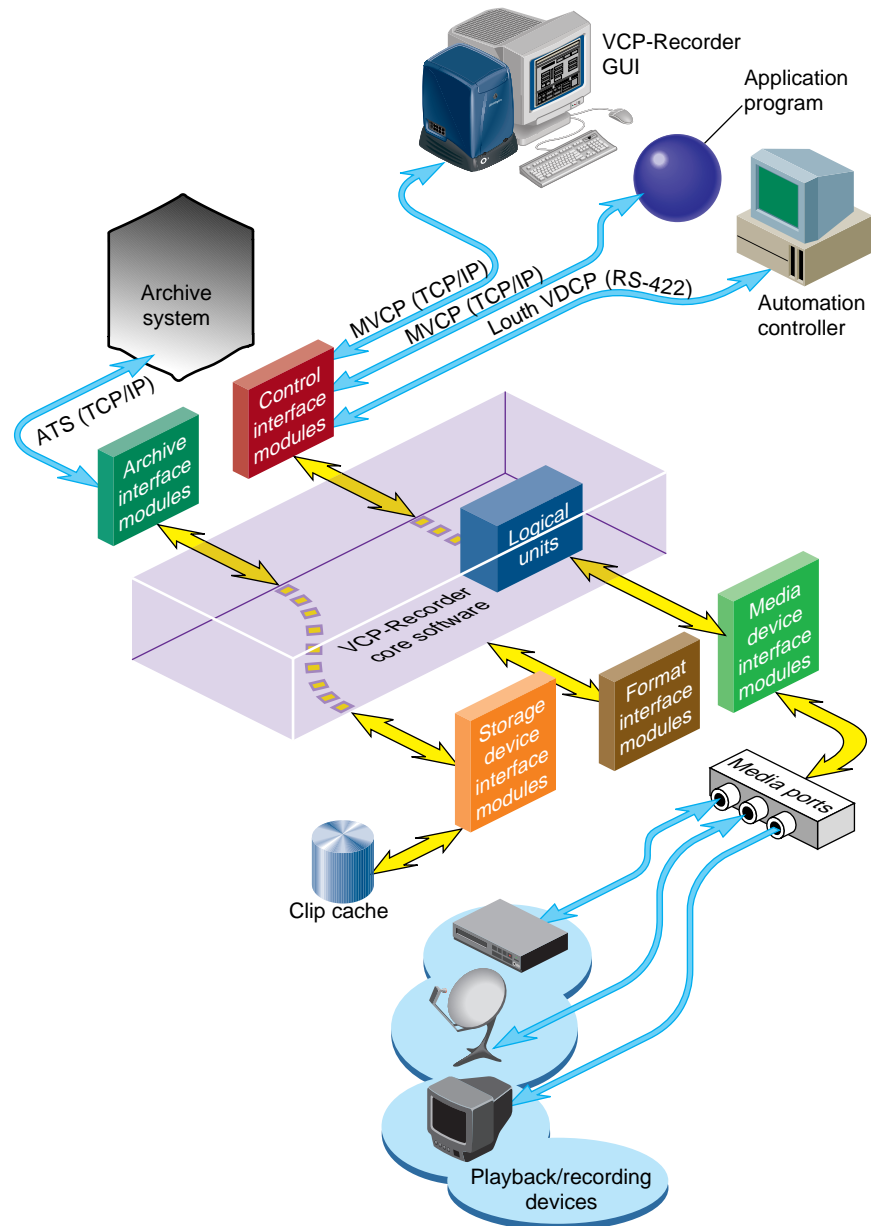 VCP-Recorder
GUI
Application
program
Archive
system
MVCP (TCP/IP)
MVCP (TCP/IP)
Louth VDCP (RS-422)
Automation
controller
ATS (TCP/IP)
Control
interface
modules
Archive
interface
modules
Logical
units
VCP-Recorder
core software
Media
device
interface
modules
Format
interface
modules
Storage
device
interface
modules
Media ports
Clip cache
Playback/recording
devices